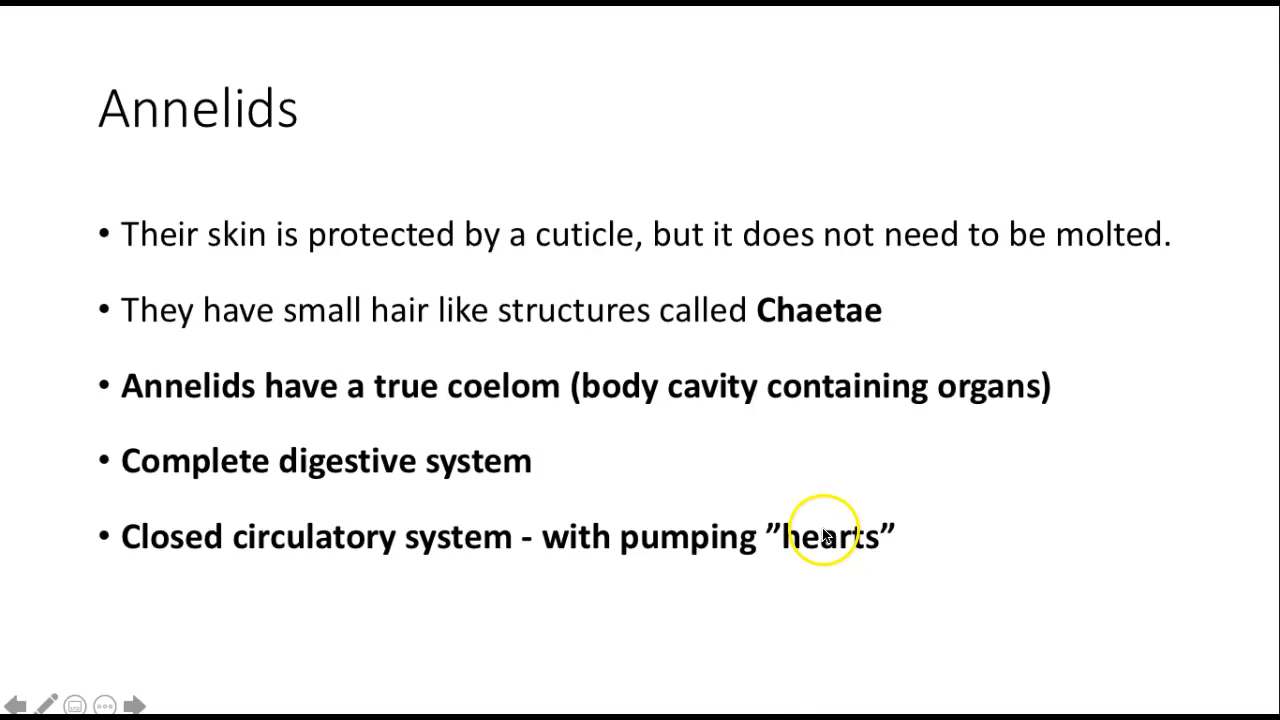 Annelids
• Their skin is protected by a cuticle, but it does not need to be molted.
• They have small hair like structures called Chaetae
• Annelids have a true coelom (body cavity containing organs)
• Complete digestive system
• Closed circulatory system - with pumping ”hearts”